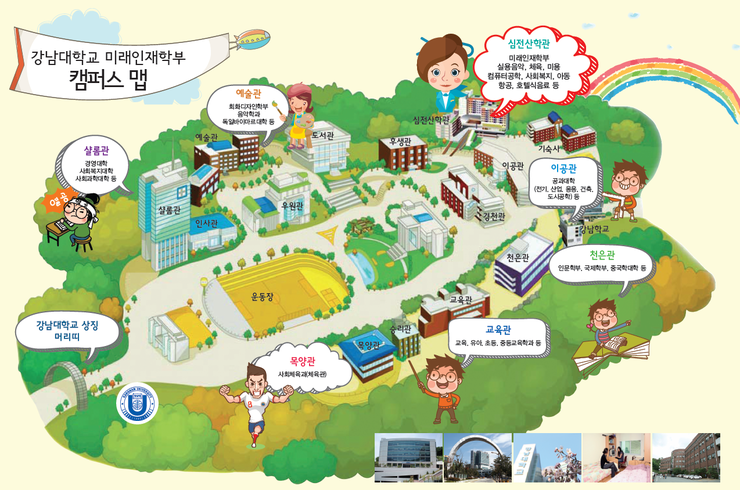 강남대학교 미래인재학부
캠퍼스 맵
심전산학관
미래인재학부
실용음악, 체육, 미용
컴퓨터공학, 사회복지, 아동
항공, 호텔식음료 등
예술관
회화디자인학부
음악학과
독일바이마르대학 등
심전산학관
예술관
도서관
후생관
기숙사
이공관
샬롬관
경영대학
사회복지대학
사회과학대학 등
이공관
공과대학
(전기, 산업, 응용, 건축,
도시공학) 등
열공
샬롬관
인사관
우원관
경천관
강남학교
천은관
천은관
인문학부, 국제학부, 중국학대학 등
운동장
교육관
강남대학교 상징
머리띠
승리관
목양관
교육관
교육, 유아, 초등, 중등교육학과 등
목양관
사회체육과(체육관)